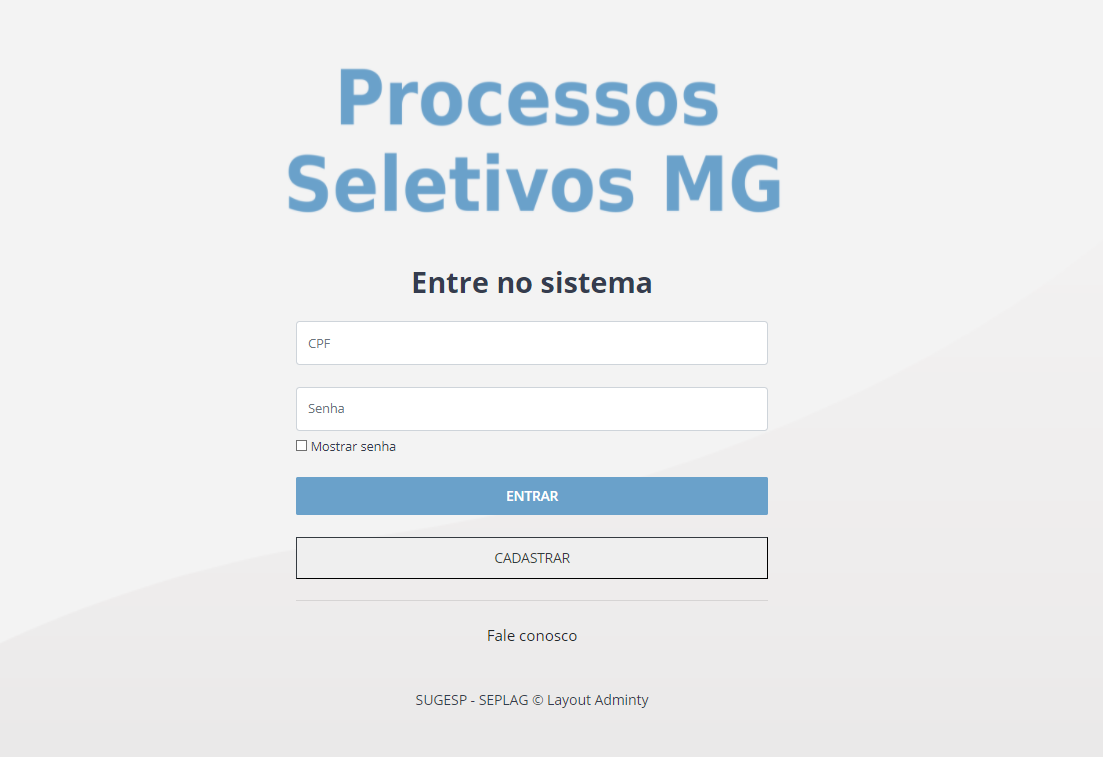 Processos
Seletivos MG
Entre no sistema
CPF
Senha
Mostrar senha
ENTRAR
CADASTRAR
Fale conosco
SUGESP - SEPLAG © Layout Adminty